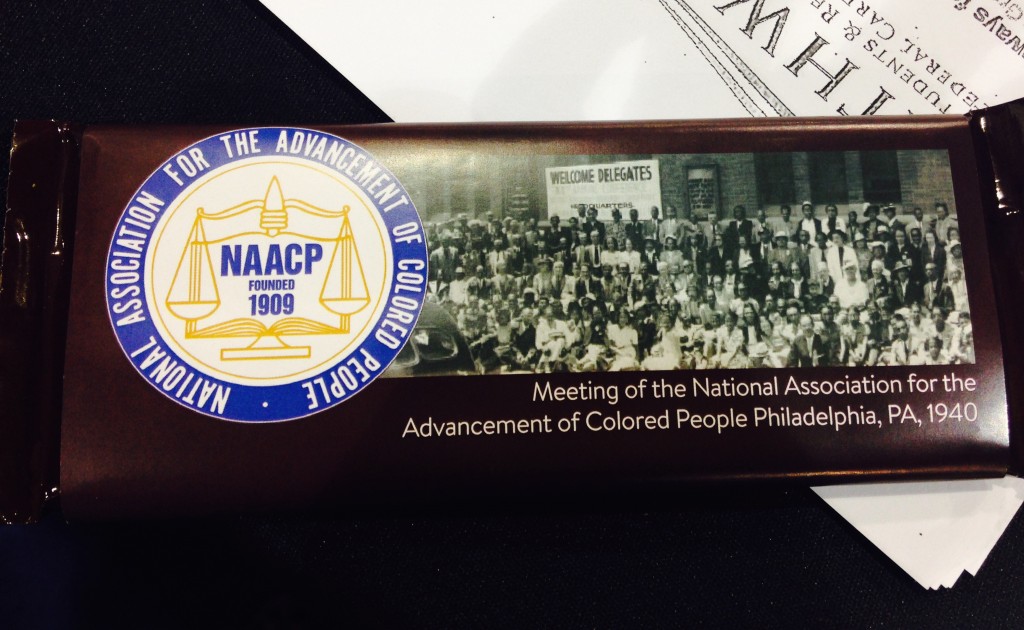 NATIONAL ASSOCIATION FOR THE ADVANCEMENT OF COLORED PEOPLE
NAACP
FOUNDED
1909
WELCOME DELEGATES
HEADQUARTERS
Meeting of the National Association for the
Advancement of Colored People Philadelphia, PA, 1940